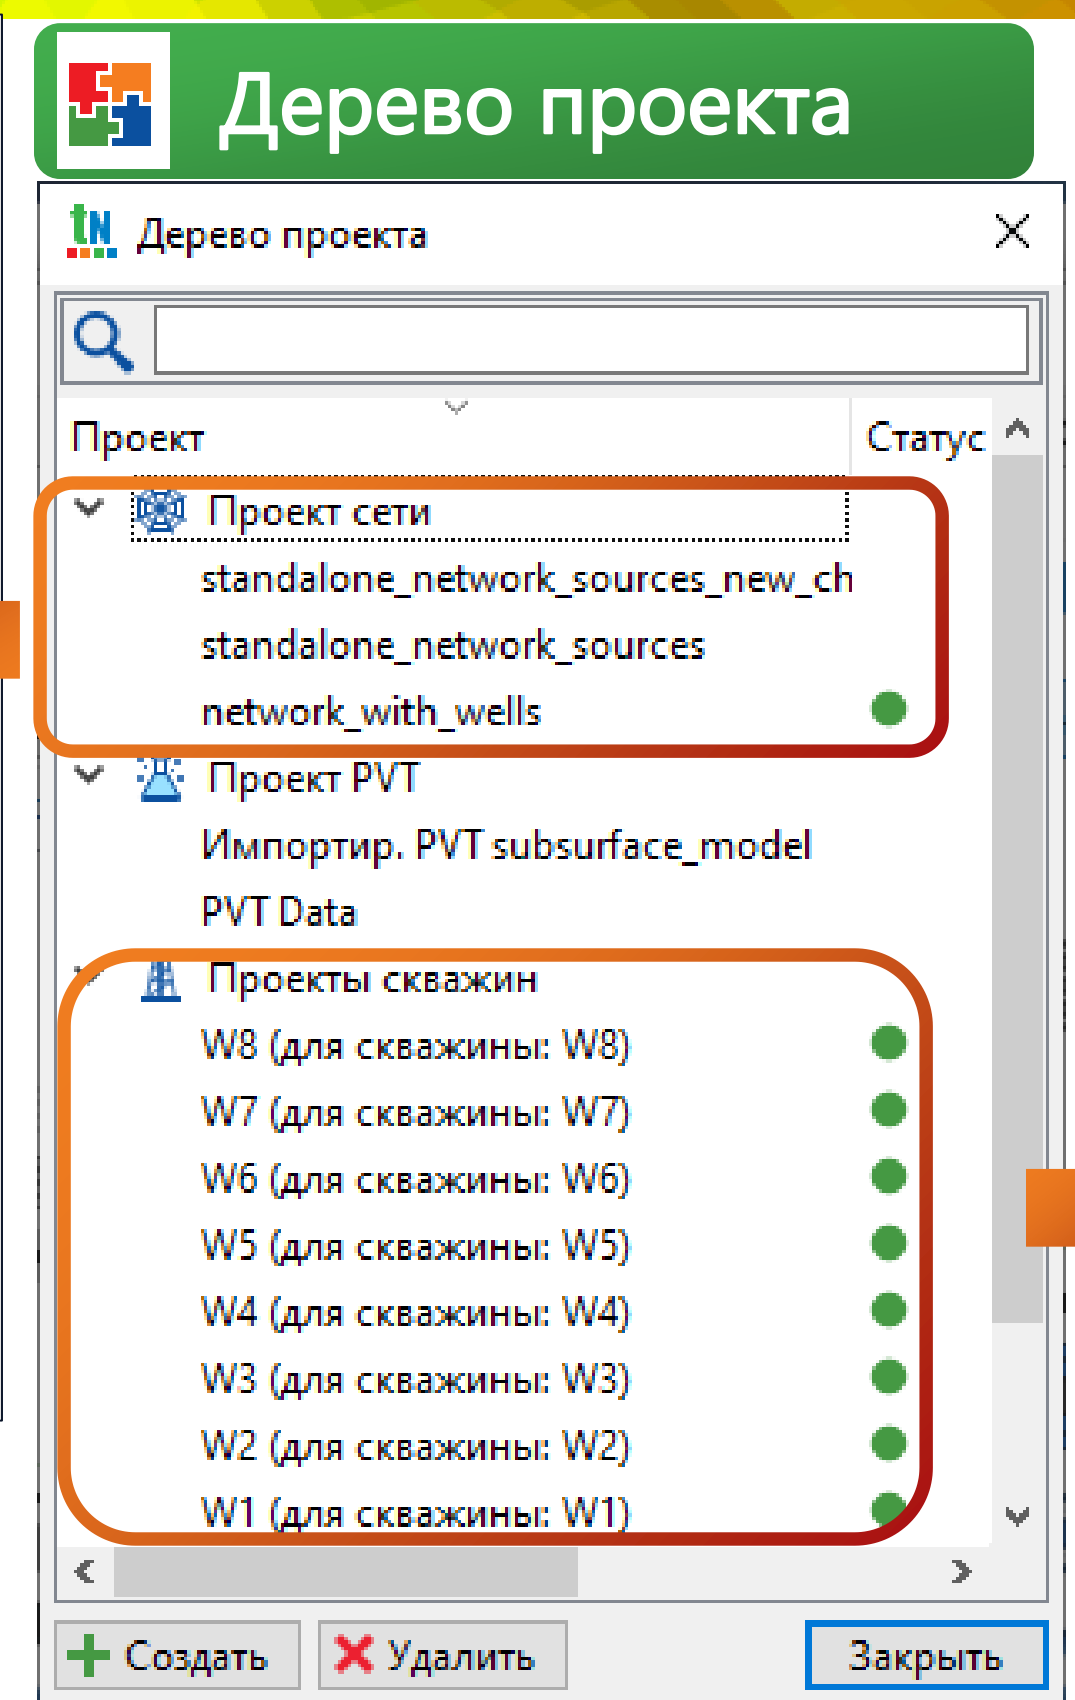 Дерево проекта
tN Дерево проекта
Проект Статус
Проект сети
standalone_network_sources_new_ch
standalone_network_sources
network_with_wells
Проект PVT
Импортир. PVT subsurface_model
PVT Data
Проекты скважин
W8 (для скважины: W8)
W7 (для скважины: W7)
W6 (для скважины: W6)
W5 (для скважины: W5)
W4 (для скважины: W4)
W3 (для скважины: W3)
W2 (для скважины: W2)
W1 (для скважины: W1)
Создать Удалить Закрыть